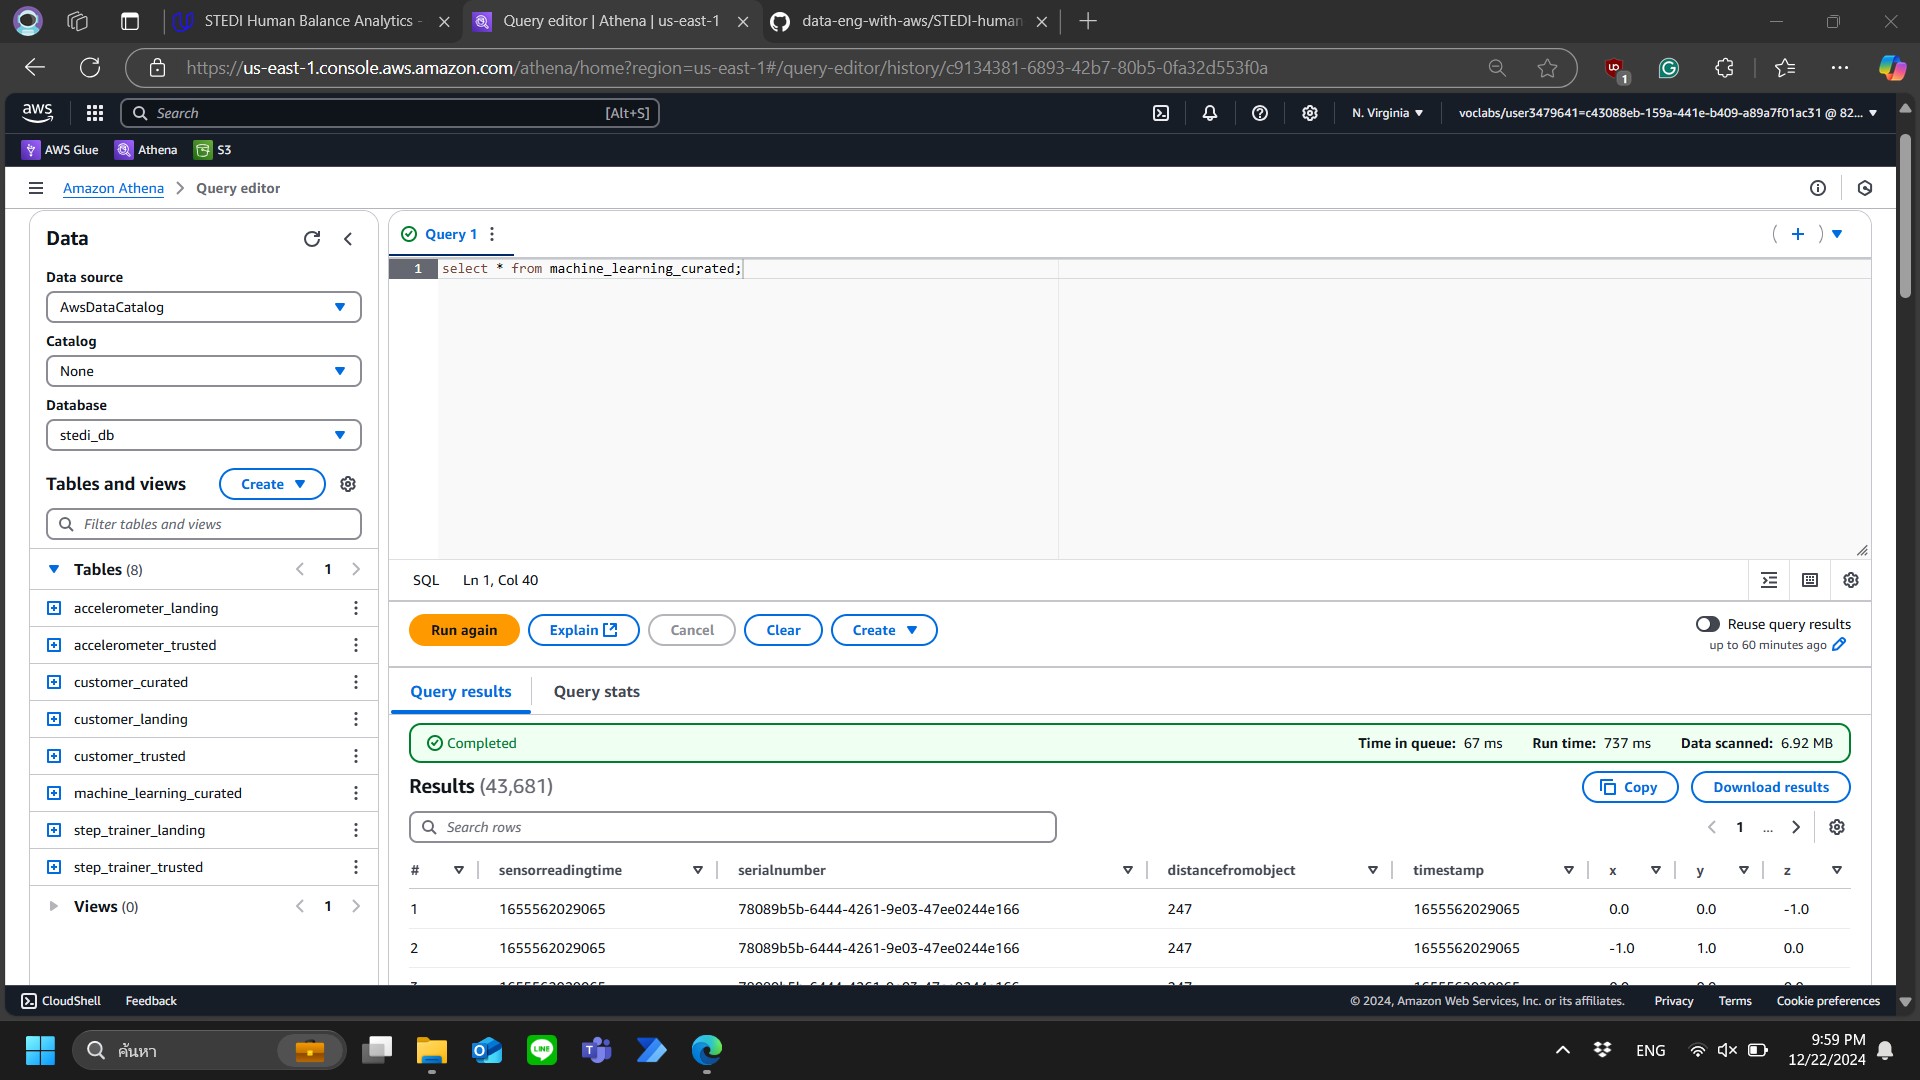 STEDI Human Balance Analytics -
Query editor | Athena | us-east-1
data-eng-with-aws/STEDI-human
https://us-east-1.console.aws.amazon.com/athena/home?region=us-east-1#/query-editor/history/c9134381-6893-42b7-80b5-0fa32d553f0a
1
aws
Search
[Alt+S]
N. Virginia
voclabs/user3479641=c43088eb-159a-441e-b409-a89a7f01ac31 @ 82...
AWS Glue
Athena
S3
Amazon Athena
Query editor
Data
Data source
AwsDataCatalog
Catalog
None
Database
stedi_db
Tables and views
Create
Filter tables and views
Tables (8)
1
accelerometer_landing
accelerometer_trusted
customer_curated
customer_landing
customer_trusted
machine_learning_curated
step_trainer_landing
step_trainer_trusted
Views (0)
1
Query 1
1 select * from machine_learning_curated;
SQL
Ln 1, Col 40
Run again
Explain
Cancel
Clear
Create
Reuse query results
up to 60 minutes ago
Query results
Query stats
Completed
Time in queue: 67 ms
Run time: 737 ms
Data scanned: 6.92 MB
Results (43,681)
Copy
Download results
Search rows
1
...
# sensorreadingtime serialnumber distancefromobject timestamp x y z
1 1655562029065 78089b5b-6444-4261-9e03-47ee0244e166 247 1655562029065 0.0 0.0 -1.0
2 1655562029065 78089b5b-6444-4261-9e03-47ee0244e166 247 1655562029065 -1.0 1.0 0.0
CloudShell
Feedback
© 2024, Amazon Web Services, Inc. or its affiliates.
Privacy
Terms
Cookie preferences
ค้นหา
LINE
ENG
9:59 PM
12/22/2024